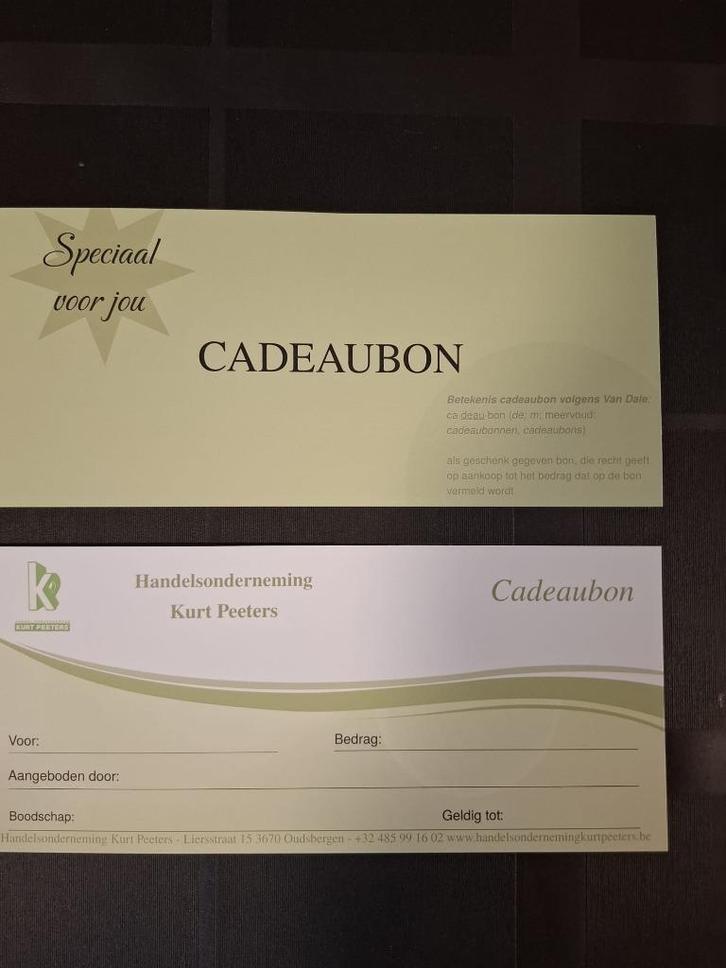 Speciaal
voor jou
CADEAUBON
Betekenis cadeaubon volgens Van Dale:
ca·deau·bon (de; m; meervoud:
cadeaubonnen, cadeaubons)
als geschenk gegeven bon, die recht geeft
op aankoop tot het bedrag dat op de bon
vermeld wordt
Handelsonderneming
Kurt Peeters
Cadeaubon
KURT PEETERS
Voor:
Bedrag:
Aangeboden door:
Boodschap:
Geldig tot:
Handelsonderneming Kurt Peeters - Liersstraat 15 3670 Oudsbergen - +32 485 99 16 02 www.handelsondernemingkurtpeeters.be